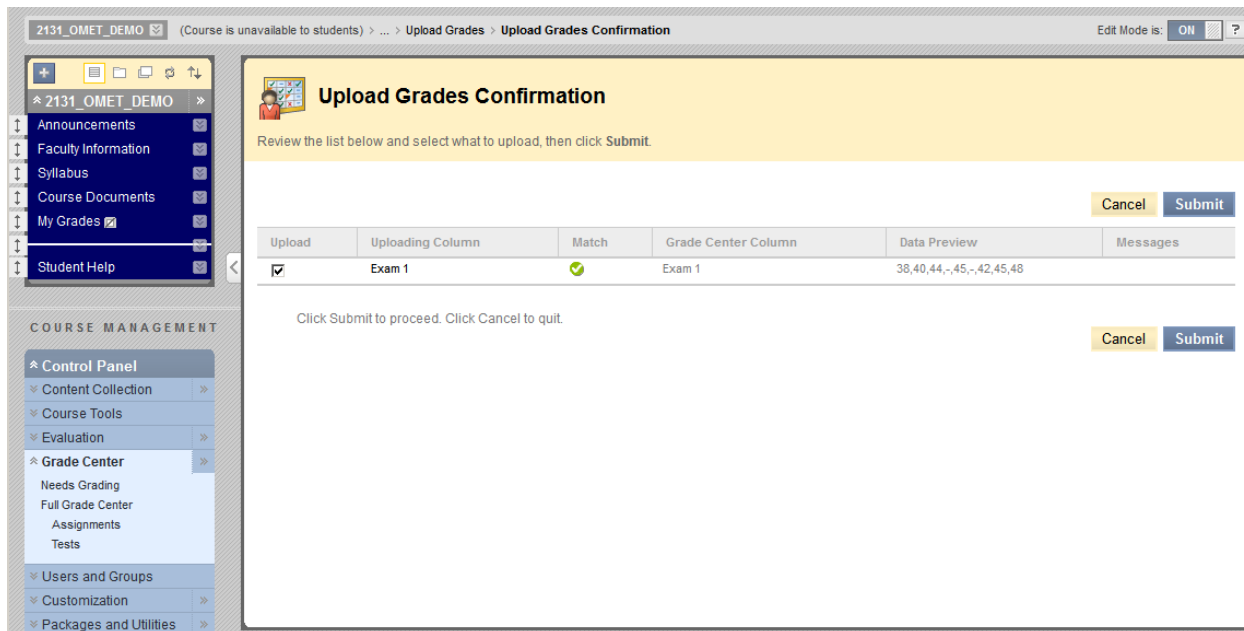 2131_OMET_DEMO (Course is unavailable to students) > ... > Upload Grades > Upload Grades Confirmation Edit Mode is: ON ?
+
2131_OMET_DEMO
Announcements
Faculty Information
Syllabus
Course Documents
My Grades
Student Help
COURSE MANAGEMENT
Control Panel
Content Collection
Course Tools
Evaluation
Grade Center
Needs Grading
Full Grade Center
Assignments
Tests
Users and Groups
Customization
Packages and Utilities
Upload Grades Confirmation
Review the list below and select what to upload, then click Submit.
Cancel Submit
Upload Uploading Column Match Grade Center Column Data Preview Messages
Exam 1 Exam 1 38,40,44,-,45,-,42,45,48
Click Submit to proceed. Click Cancel to quit.
Cancel Submit